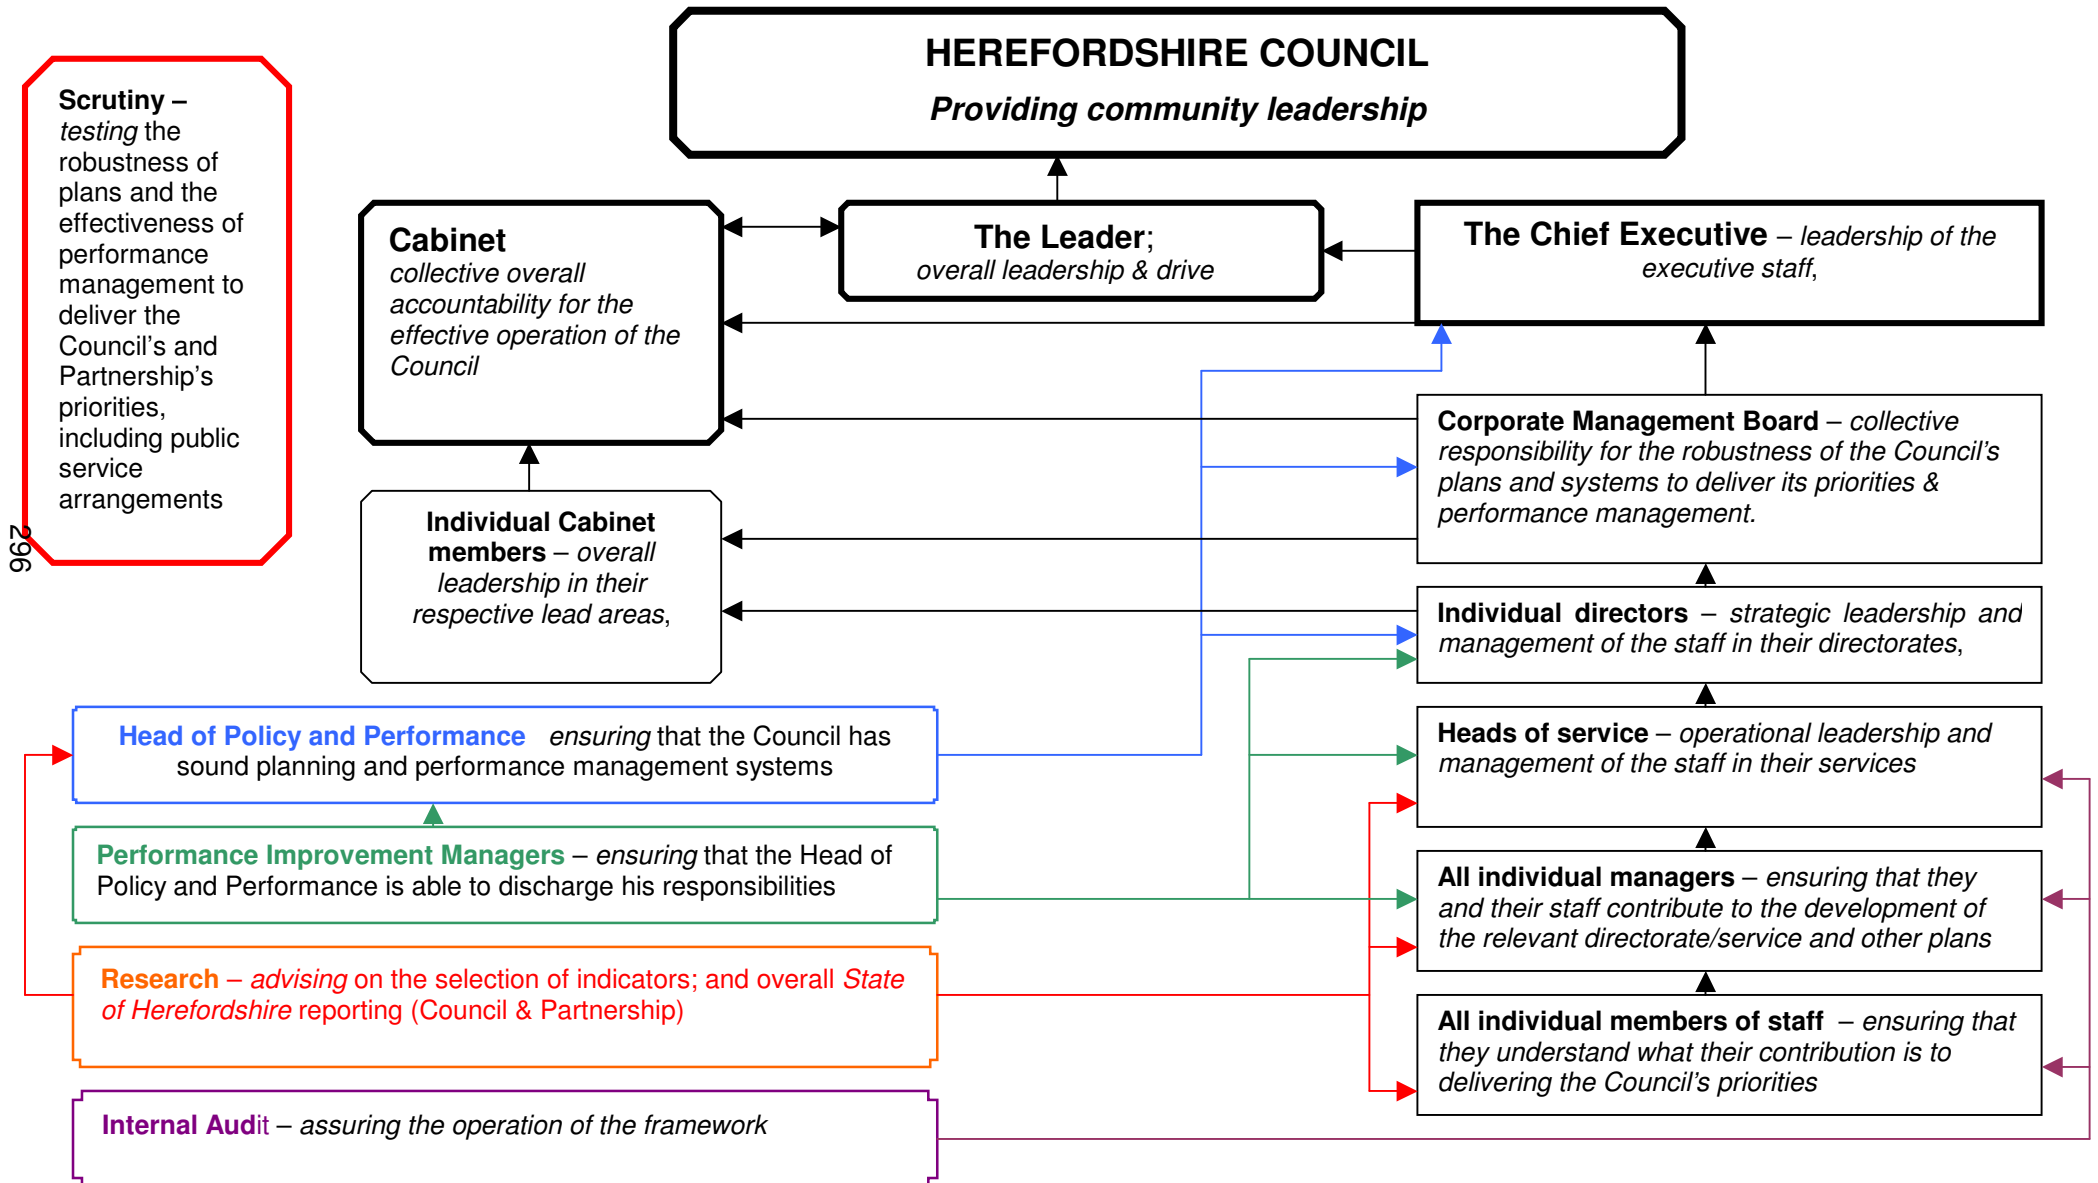 HEREFORDSHIRE COUNCIL
Providing community leadership
Scrutiny –
testing the
robustness of
plans and the
effectiveness of
performance
management to
deliver the
Council's and
Partnership's
priorities,
including public
service
arrangements
296
Cabinet
collective overall
accountability for the
effective operation of the
Council
The Leader;
overall leadership & drive
The Chief Executive – leadership of the
executive staff,
Corporate Management Board – collective
responsibility for the robustness of the Council's
plans and systems to deliver its priorities &
performance management.
Individual Cabinet
members – overall
leadership in their
respective lead areas,
Individual directors – strategic leadership and
management of the staff in their directorates,
Head of Policy and Performance ensuring that the Council has
sound planning and performance management systems
Heads of service – operational leadership and
management of the staff in their services
Performance Improvement Managers – ensuring that the Head of
Policy and Performance is able to discharge his responsibilities
All individual managers – ensuring that they
and their staff contribute to the development of
the relevant directorate/service and other plans
Research – advising on the selection of indicators; and overall State
of Herefordshire reporting (Council & Partnership)
All individual members of staff – ensuring that
they understand what their contribution is to
delivering the Council's priorities
Internal Audit – assuring the operation of the framework